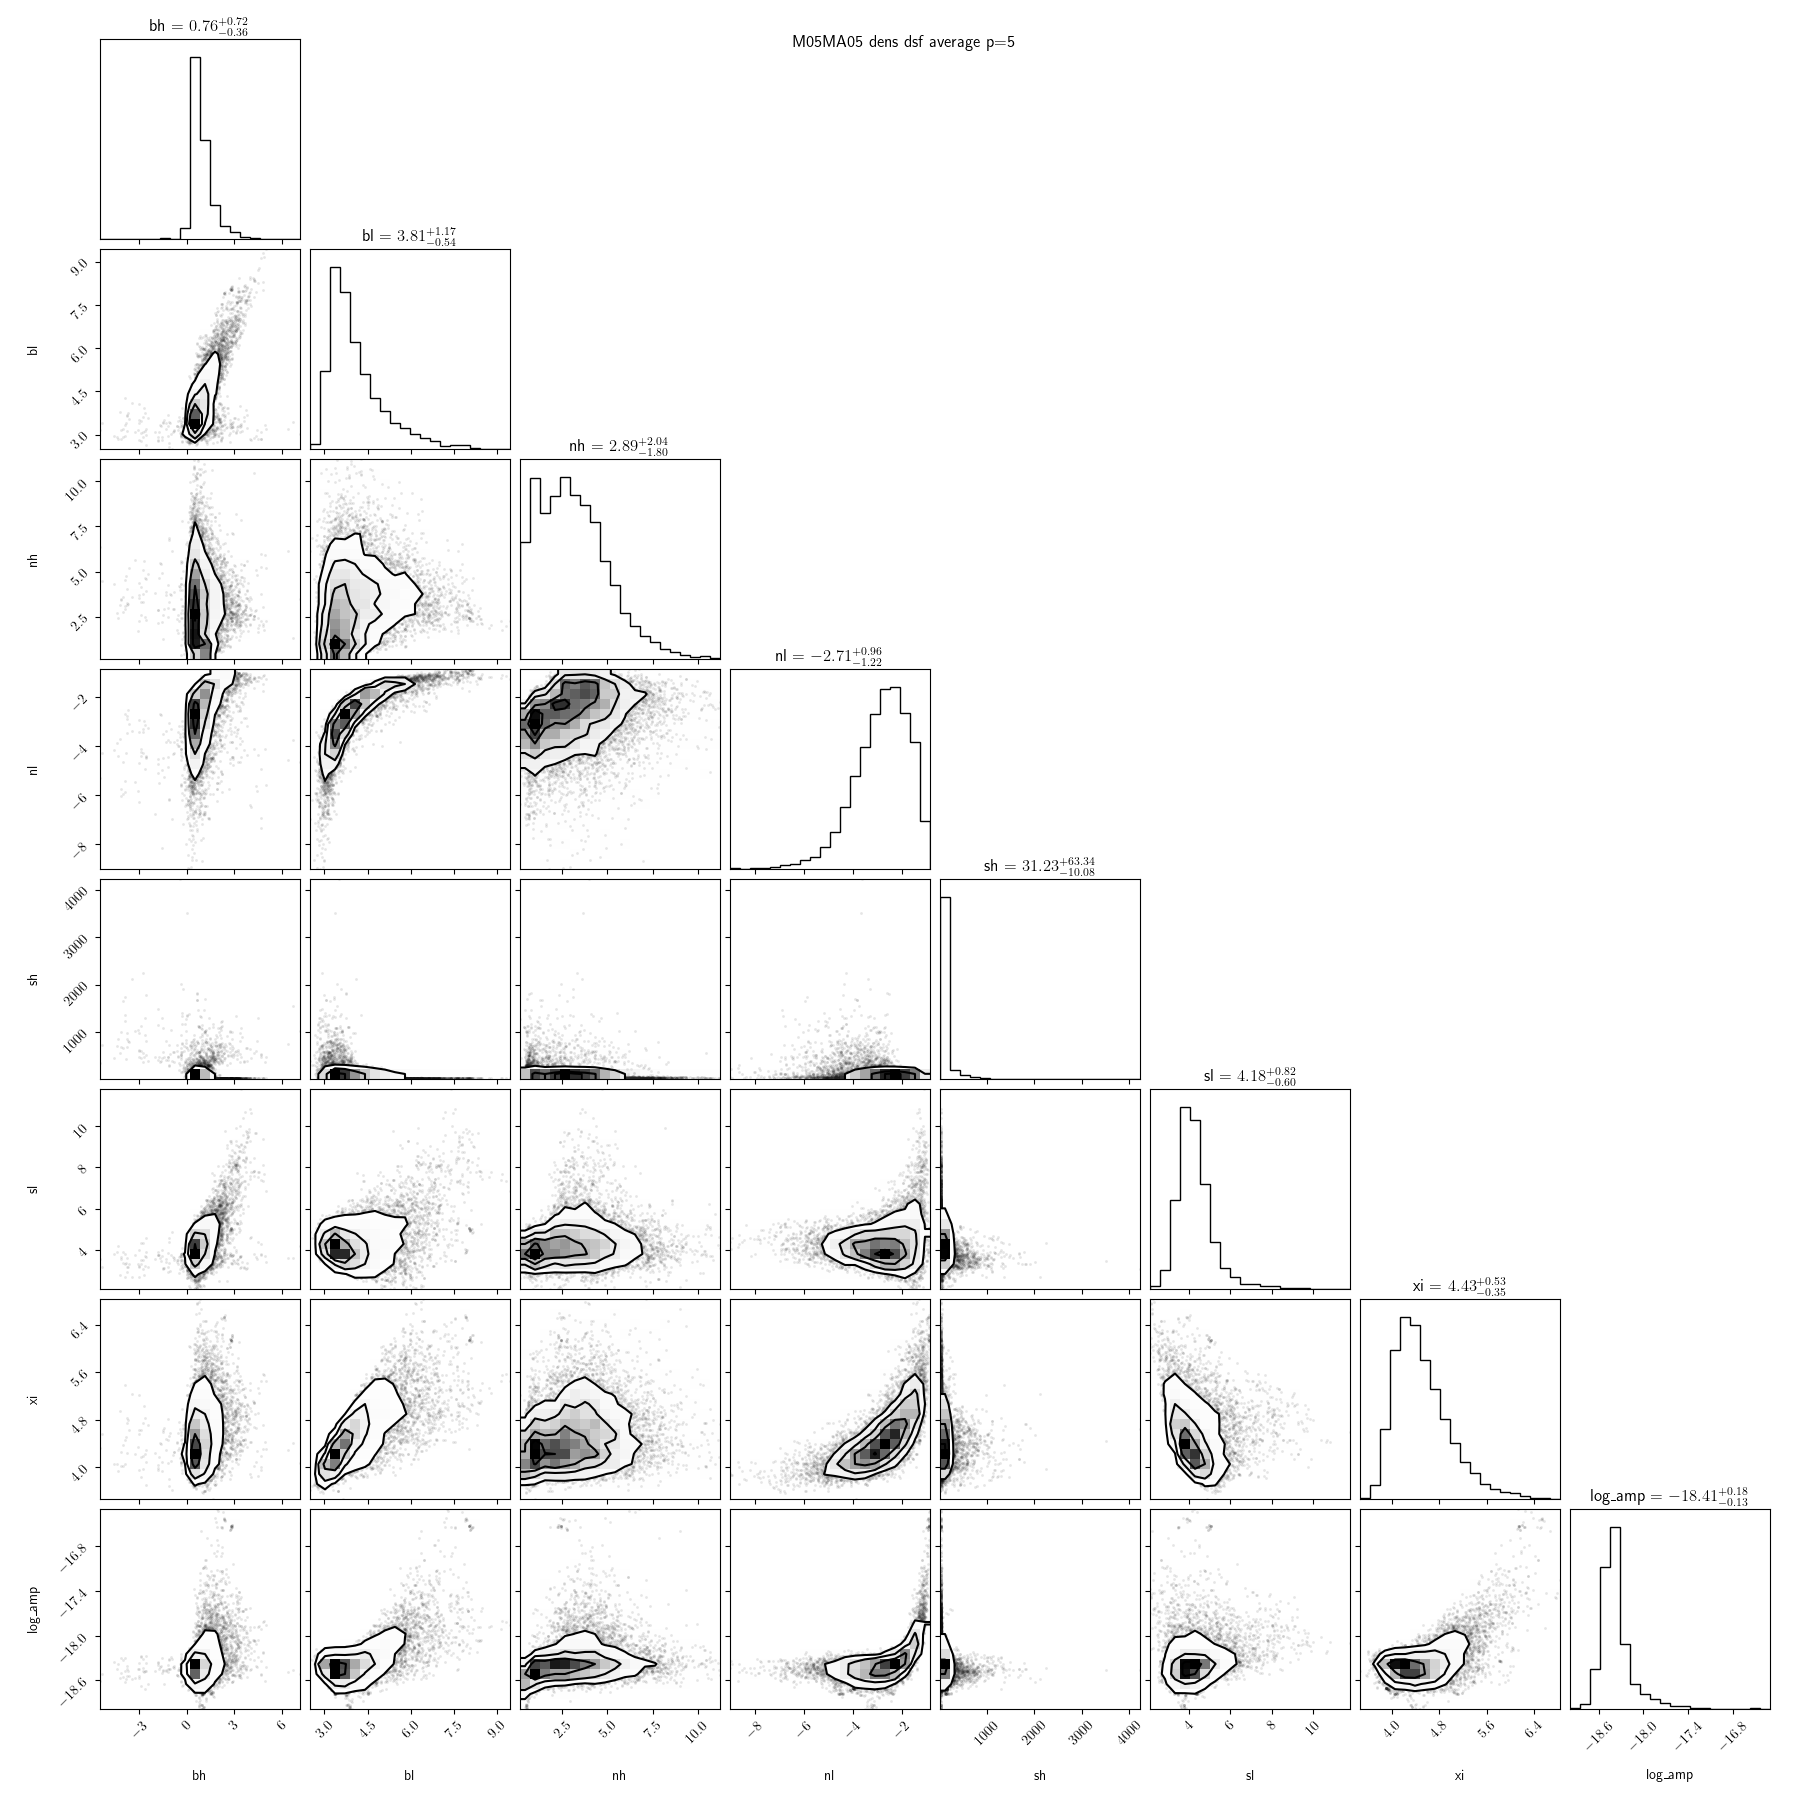 M05MA05 dens dsf average p=5
bh = 0.76+0.72−0.36
bl = 3.81+1.17−0.54
bl
9.0
7.5
6.0
4.5
3.0
nh = 2.89+2.04−1.80
nh
10.0
7.5
5.0
2.5
nl = −2.71+0.96−1.22
nl
−2
−4
−6
−8
sh = 31.23+63.34−10.08
sh
4000
3000
2000
1000
sl = 4.18+0.82−0.60
sl
10
8
6
4
xi = 4.43+0.53−0.35
xi
6.4
5.6
4.8
4.0
log_amp = −18.41+0.18−0.13
log_amp
−16.8
−17.4
−18.0
−18.6
−3 0 3 6
3.0 4.5 6.0 7.5 9.0
2.5 5.0 7.5 10.0
−8 −6 −4 −2
1000 2000 3000 4000
4 6 8 10
4.0 4.8 5.6 6.4
−18.6 −18.0 −17.4 −16.8
bh bl nh nl sh sl xi log_amp